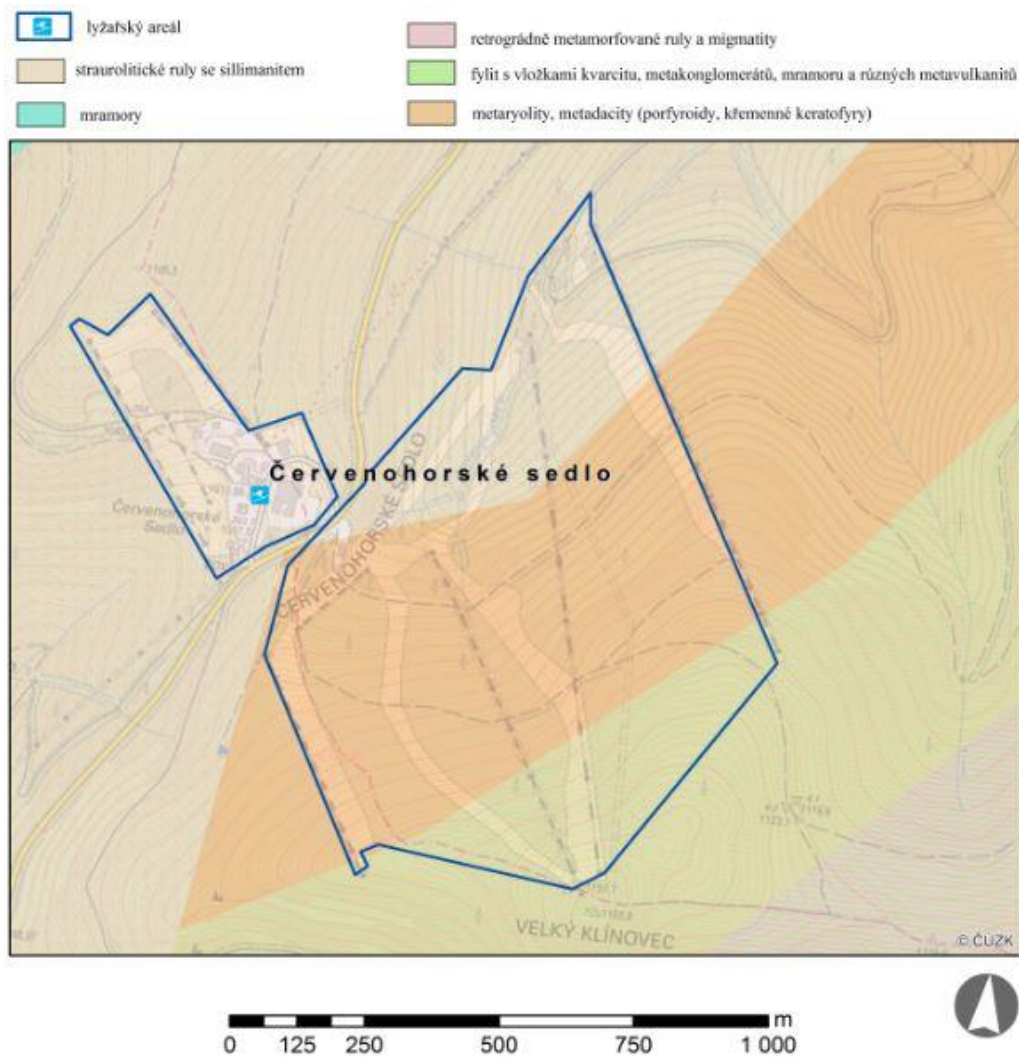 lyžařský areál
straurolitické ruly se sillimanitem
mramory
retrográdně metamorfované ruly a migmatity
fylit s vložkami kvarcitu, metakonglomerátů, mramoru a různých metavulkanitů
metaryolity, metadacity (porfyroidy, křemenné keratofyry)
Červenohorské sedlo
Červenohorské
Sedlo
ČERVENOHORSKÉ SEDLO
VELKÝ KLÍNOVEC
© ČÚZK
m
0 125 250 500 750 1 000